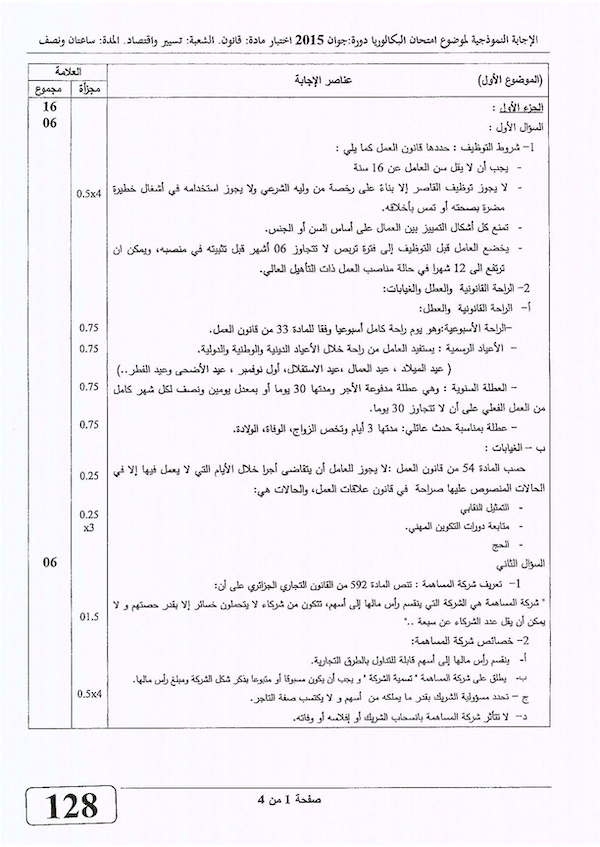 الإجابة النموذجية لموضوع امتحان البكالوريا دورة:جوان 2015 اختبار مادة: قانون. الشعبة: تسيير واقتصاد. المدة: ساعتان ونصف
(الموضوع الأول) عناصر الإجابة العلامة
مجزأة مجموع
الجزء الأول : 16
السؤال الأول : 06
1- شروط التوظيف : حددها قانون العمل كما يلي :
- يجب أن لا يقل سن العامل عن 16 سنة
- لا يجوز توظيف القاصر إلا بناءً على رخصة من وليه الشرعي ولا يجوز استخدامه في أشغال خطيرة 0.5x4
مضرة بصحته أو تمس بأخلاقه.
- تمنع كل أشكال التمييز بين العمال على أساس السن أو الجنس.
- يخضع العامل قبل التوظيف إلى فترة تربص لا تتجاوز 06 أشهر قبل تثبيته في منصبه، ويمكن ان
ترتفع الى 12 شهرا في حالة مناصب العمل ذات التأهيل العالي.
2- الراحة القانونية والعطل والغيابات:
أ- الراحة القانونية والعطل:
–الراحة الأسبوعية:وهو يوم راحة كامل أسبوعيا وفقا للمادة 33 من قانون العمل. 0.75
- الأعياد الرسمية : يستفيد العامل من راحة خلال الأعياد الدينية والوطنية والدولية. 0.75
( عيد الميلاد ، عيد العمال ،عيد الاستقلال، أول نوفمبر ، عيد الأضحى وعيد الفطر..)
- العطلة السنوية : وهي عطلة مدفوعة الأجر ومدتها 30 يوما أو بمعدل يومين ونصف لكل شهر كامل 0.75
من العمل الفعلي على أن لا تتجاوز 30 يوما.
- عطلة بمناسبة حدث عائلي: مدتها 3 أيام وتخص الزواج، الوفاة، الولادة. 0.75
ب - الغيابات :
حسب المادة 54 من قانون العمل :لا يجوز للعامل أن يتقاضى أجرا خلال الأيام التي لا يعمل فيها إلا في 0.25
الحالات المنصوص عليها صراحة في قانون علاقات العمل، والحالات هي:
- التمثيل النقابي 0.25
- متابعة دورات التكوين المهني. x3
- الحج
السؤال الثاني 06
1- تعريف شركة المساهمة : تنص المادة 592 من القانون التجاري الجزائري على أن:
" شركة المساهمة هي الشركة التي ينقسم رأس مالها إلى أسهم، تتكون من شركاء لا يتحملون خسائر إلا بقدر حصتهم و لا 01.5
يمكن أن يقل عدد الشركاء عن سبعة .."
2- خصائص شركة المساهمة:
أ- ينقسم رأس مالها إلى أسهم قابلة للتداول بالطرق التجارية.
ب- يطلق على شركة المساهمة " تسمية الشركة " و يجب أن يكون مسبوقا أو متبوعا بذكر شكل الشركة ومبلغ رأس مالها.
ج - تحدد مسؤولية الشريك بقدر ما يملكه من أسهم و لا يكتسب صفة التاجر. 0.5x4
د- لا تتأثر شركة المساهمة بانسحاب الشريك أو إفلاسه أو وفاته.
صفحة 1 من 4
128